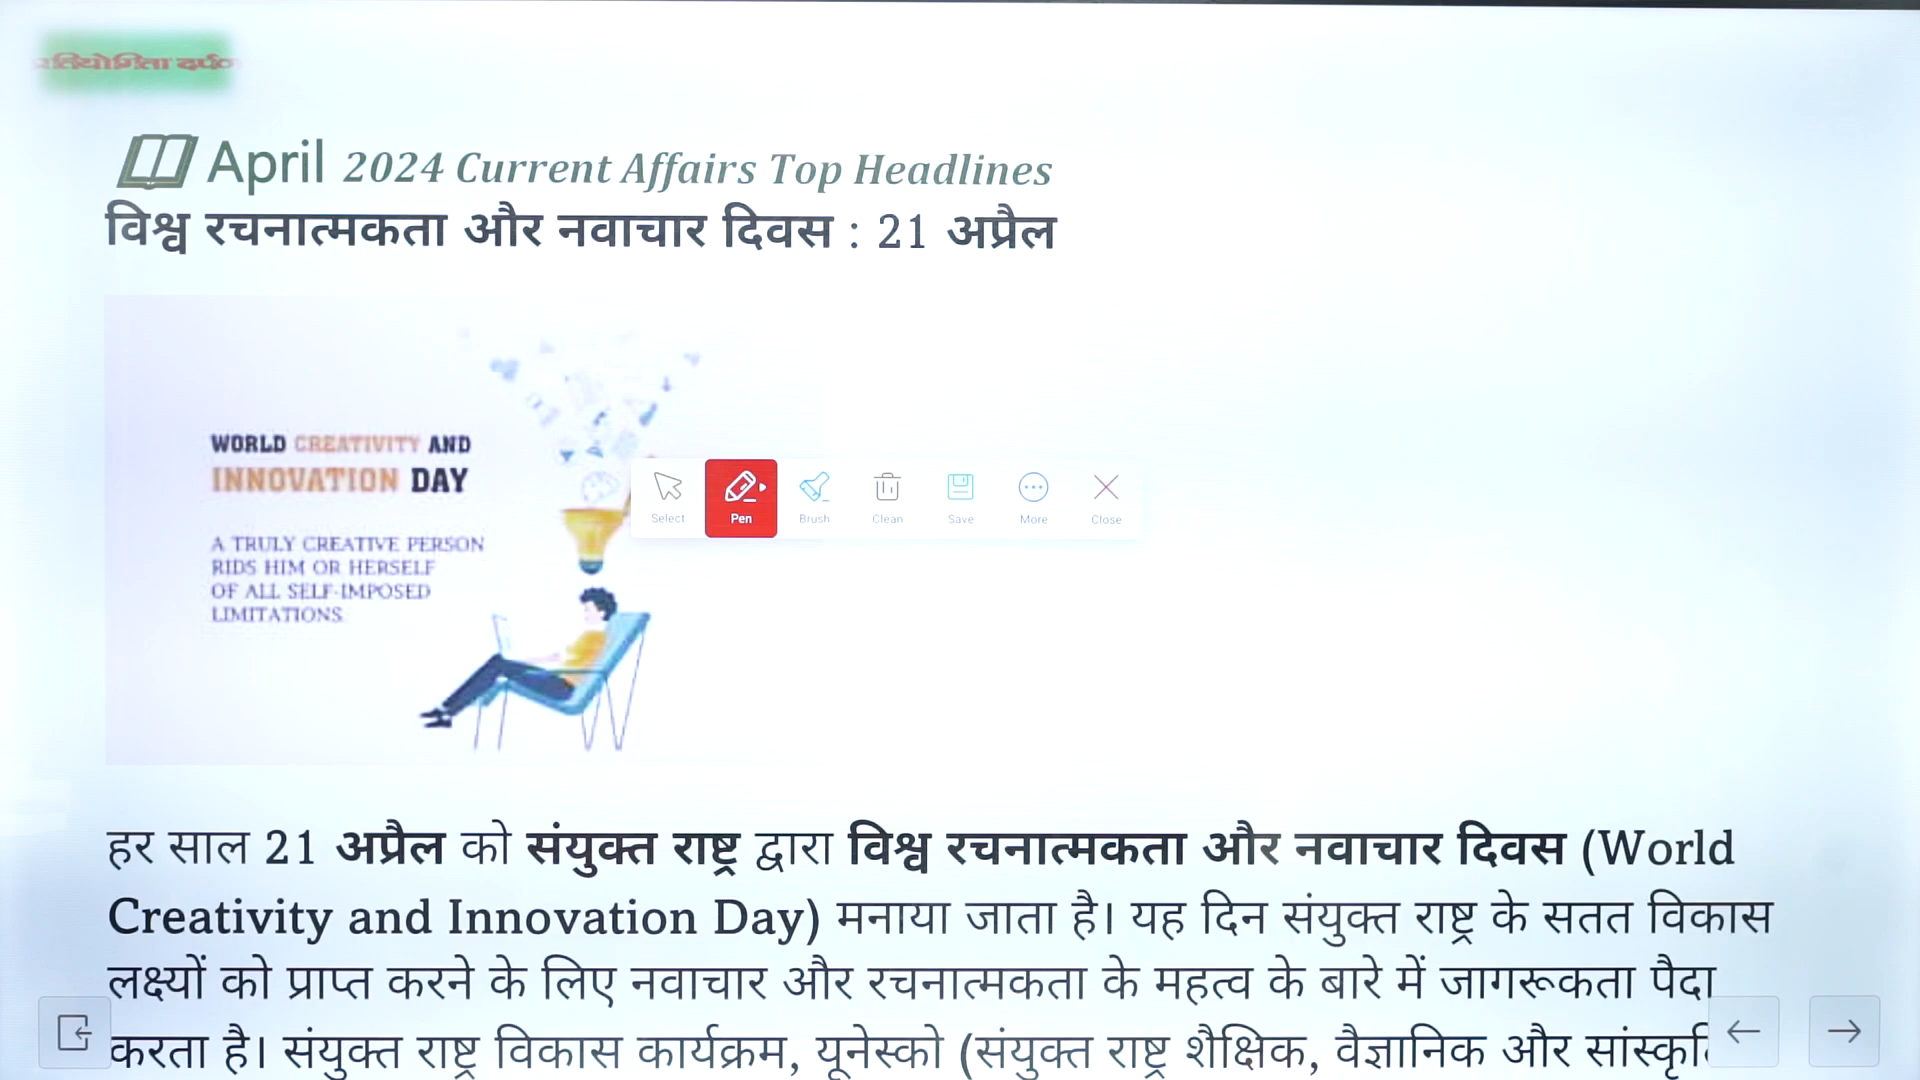 प्रतियोगिता दर्पण
April 2024 Current Affairs Top Headlines
विश्व रचनात्मकता और नवाचार दिवस : 21 अप्रैल
WORLD CREATIVITY AND
INNOVATION DAY
A TRULY CREATIVE PERSON
RIDS HIM OR HERSELF
OF ALL SELF-IMPOSED
LIMITATIONS.
Select Pen Brush Clean Save More Close
हर साल 21 अप्रैल को संयुक्त राष्ट्र द्वारा विश्व रचनात्मकता और नवाचार दिवस (World
Creativity and Innovation Day) मनाया जाता है। यह दिन संयुक्त राष्ट्र के सतत विकास
लक्ष्यों को प्राप्त करने के लिए नवाचार और रचनात्मकता के महत्व के बारे में जागरूकता पैदा
करता है। संयुक्त राष्ट्र विकास कार्यक्रम, यूनेस्को (संयुक्त राष्ट्र शैक्षिक, वैज्ञानिक और